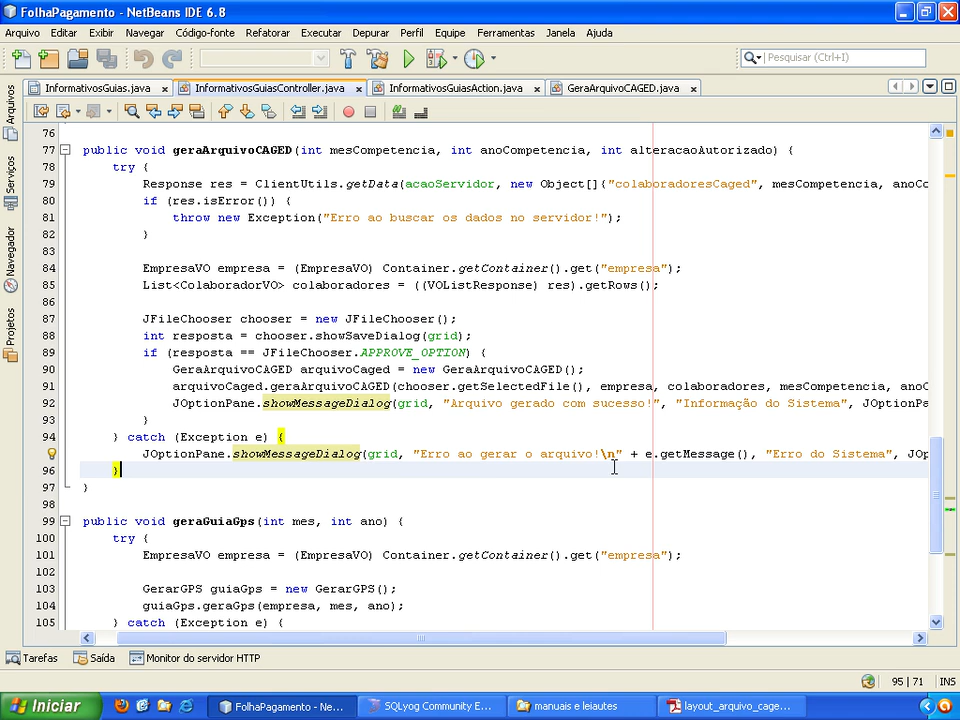 FolhaPagamento - NetBeans IDE 6.8
Arquivo Editar Exibir Navegar Código-fonte Refatorar Executar Depurar Perfil Equipe Ferramentas Janela Ajuda
Pesquisar (Ctrl+I)
InformativosGuias.java InformativosGuiasController.java InformativosGuiasAction.java GeraArquivoCAGED.java
Arquivos
Serviços
Navegador
Projetos
76
77 public void geraArquivoCAGED(int mesCompetencia, int anoCompetencia, int alteracaoAutorizado) {
78 try {
79 Response res = ClientUtils.getData(acaoServidor, new Object[]{"colaboradoresCaged", mesCompetencia, anoCo
80 if (res.isError()) {
81 throw new Exception("Erro ao buscar os dados no servidor!");
82 }
83
84 EmpresaVO empresa = (EmpresaVO) Container.getContainer().get("empresa");
85 List<ColaboradorVO> colaboradores = ((VOListResponse) res).getRows();
86
87 JFileChooser chooser = new JFileChooser();
88 int resposta = chooser.showSaveDialog(grid);
89 if (resposta == JFileChooser.APPROVE_OPTION) {
90 GeraArquivoCAGED arquivoCaged = new GeraArquivoCAGED();
91 arquivoCaged.geraArquivoCAGED(chooser.getSelectedFile(), empresa, colaboradores, mesCompetencia, anoC
92 JOptionPane.showMessageDialog(grid, "Arquivo gerado com sucesso!", "Informação do Sistema", JOptionPa
93 }
94 } catch (Exception e) {
JOptionPane.showMessageDialog(grid, "Erro ao gerar o arquivo!\n" + e.getMessage(), "Erro do Sistema", JOp
96 }
97 }
98
99 public void geraGuiaGps(int mes, int ano) {
100 try {
101 EmpresaVO empresa = (EmpresaVO) Container.getContainer().get("empresa");
102
103 GerarGPS guiaGps = new GerarGPS();
104 guiaGps.geraGps(empresa, mes, ano);
105 } catch (Exception e) {
Tarefas Saída Monitor do servidor HTTP
95 | 71 INS
Iniciar FolhaPagamento - Ne... SQLyog Community E... manuais e leiautes layout_arquivo_cage...